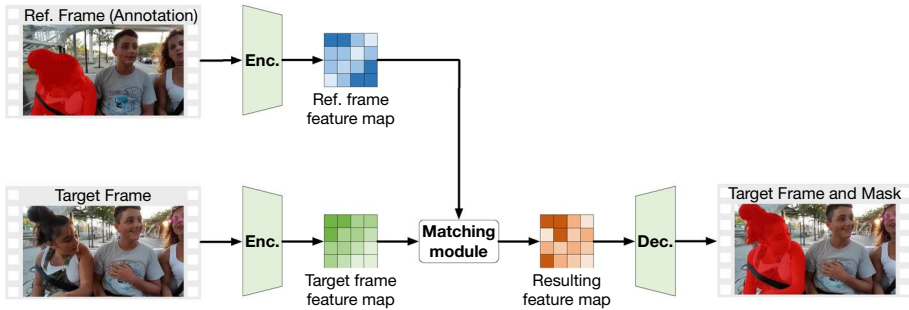 Ref. Frame (Annotation)
Enc.
Ref. frame
feature map
Target Frame
Enc.
Target frame
feature map
Matching
module
Resulting
feature map
Dec.
Target Frame and Mask